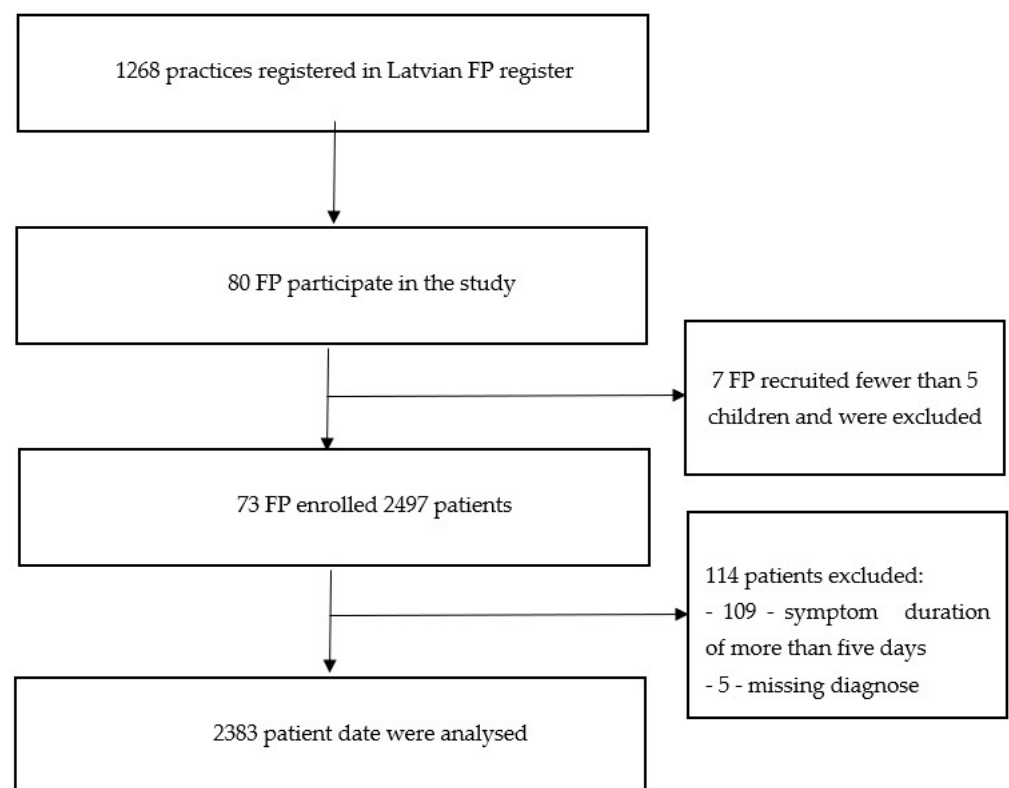 1268 practices registered in Latvian FP register
80 FP participate in the study
7 FP recruited fewer than 5
children and were excluded
73 FP enrolled 2497 patients
114 patients excluded:
- 109 - symptom duration
of more than five days
- 5 - missing diagnose
2383 patient date were analysed